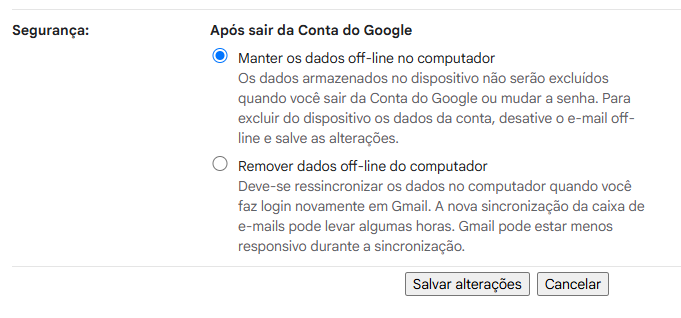 Segurança:
Após sair da Conta do Google
Manter os dados off-line no computador
Os dados armazenados no dispositivo não serão excluídos
quando você sair da Conta do Google ou mudar a senha. Para
excluir do dispositivo os dados da conta, desative o e-mail off-
line e salve as alterações.
Remover dados off-line do computador
Deve-se ressincronizar os dados no computador quando você
faz login novamente em Gmail. A nova sincronização da caixa de
e-mails pode levar algumas horas. Gmail pode estar menos
responsivo durante a sincronização.
Salvar alterações
Cancelar